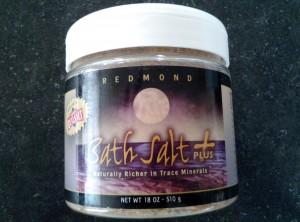 REDMOND
Bath Salt
PLUS
Naturally Richer in Trace Minerals
NET WT 18 OZ - 510 g